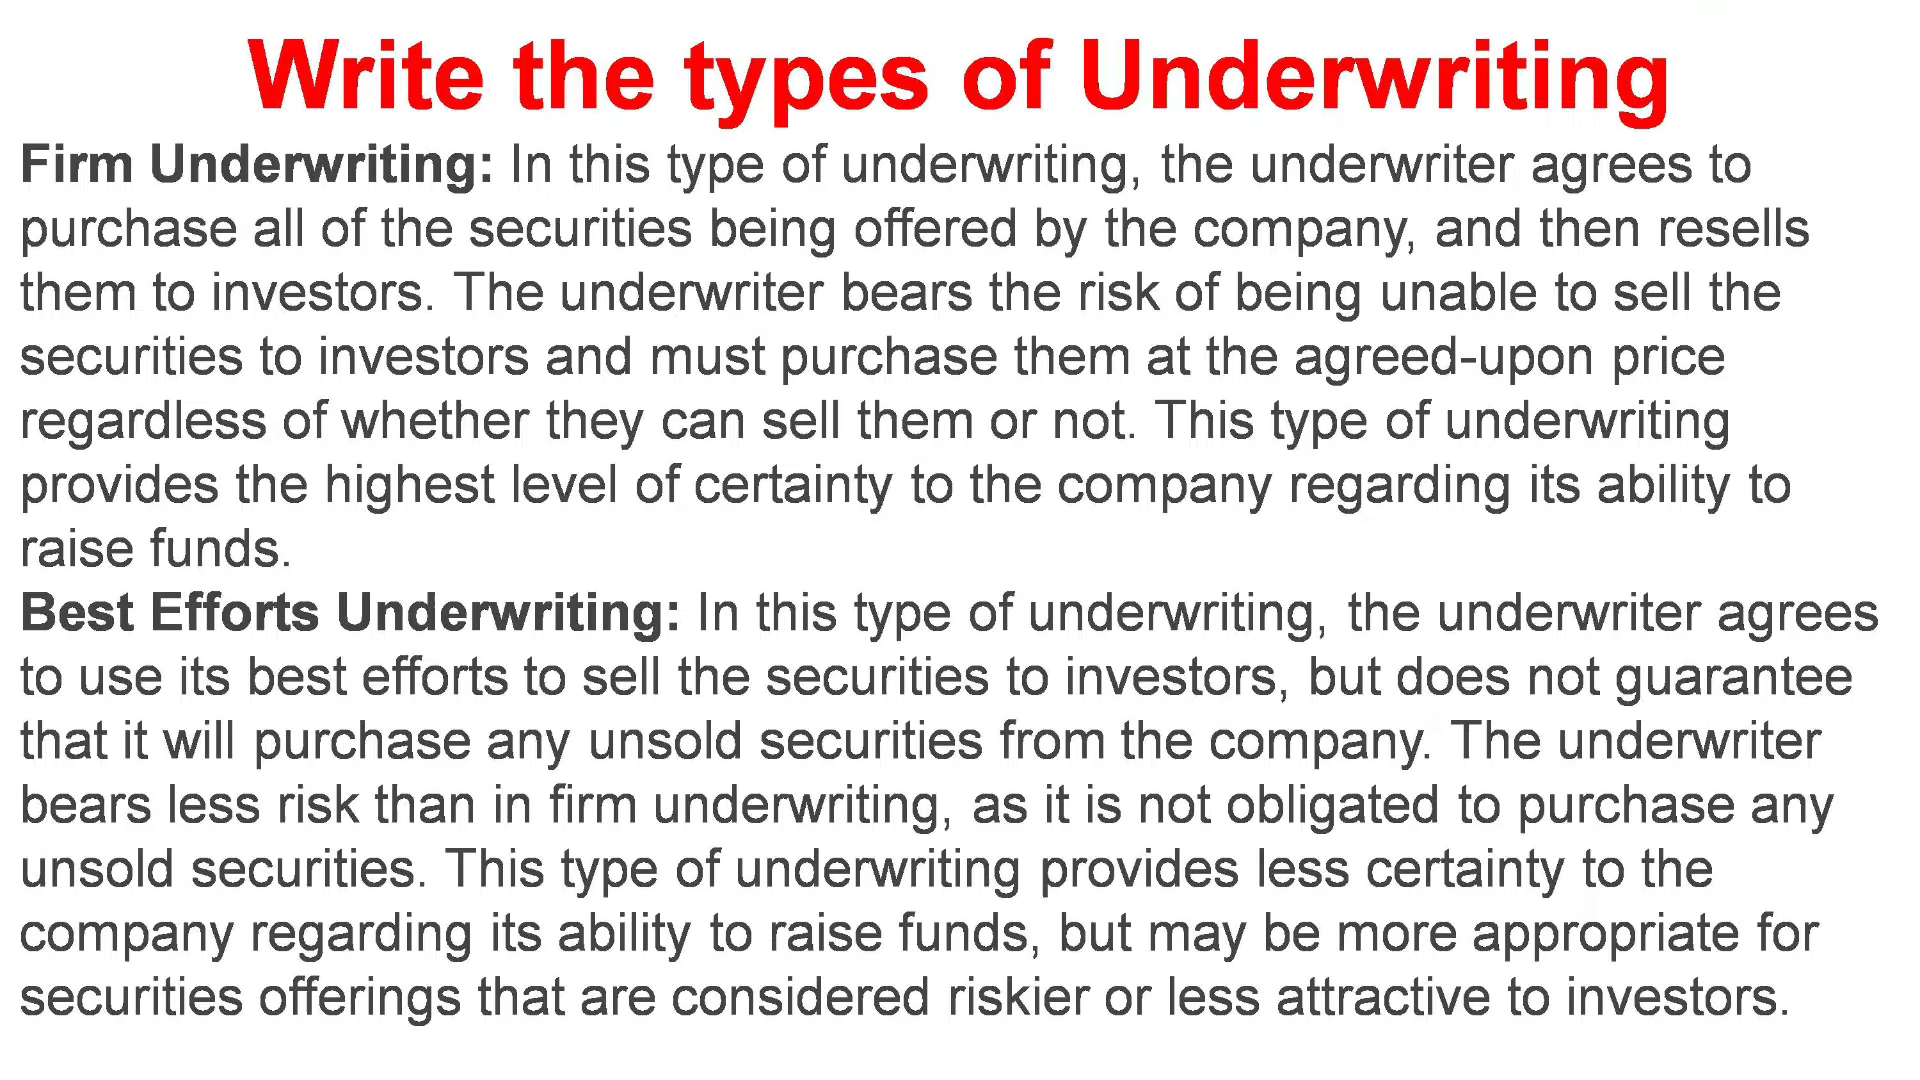 Write the types of Underwriting
Firm Underwriting: In this type of underwriting, the underwriter agrees to
purchase all of the securities being offered by the company, and then resells
them to investors. The underwriter bears the risk of being unable to sell the
securities to investors and must purchase them at the agreed-upon price
regardless of whether they can sell them or not. This type of underwriting
provides the highest level of certainty to the company regarding its ability to
raise funds.
Best Efforts Underwriting: In this type of underwriting, the underwriter agrees
to use its best efforts to sell the securities to investors, but does not guarantee
that it will purchase any unsold securities from the company. The underwriter
bears less risk than in firm underwriting, as it is not obligated to purchase any
unsold securities. This type of underwriting provides less certainty to the
company regarding its ability to raise funds, but may be more appropriate for
securities offerings that are considered riskier or less attractive to investors.